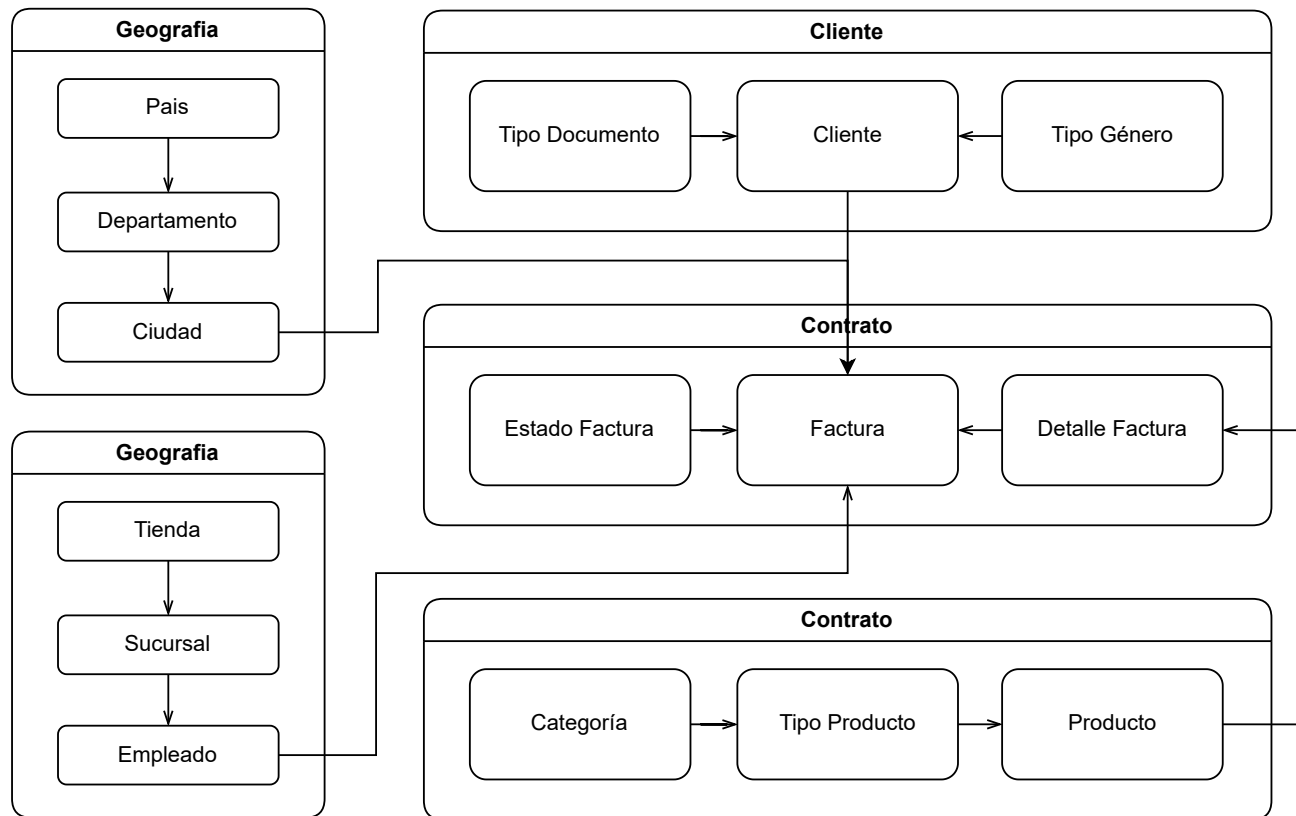 Geografia
Pais
Departamento
Ciudad
Cliente
Tipo Documento
Cliente
Tipo Género
Contrato
Estado Factura
Factura
Detalle Factura
Geografia
Tienda
Sucursal
Empleado
Contrato
Categoría
Tipo Producto
Producto